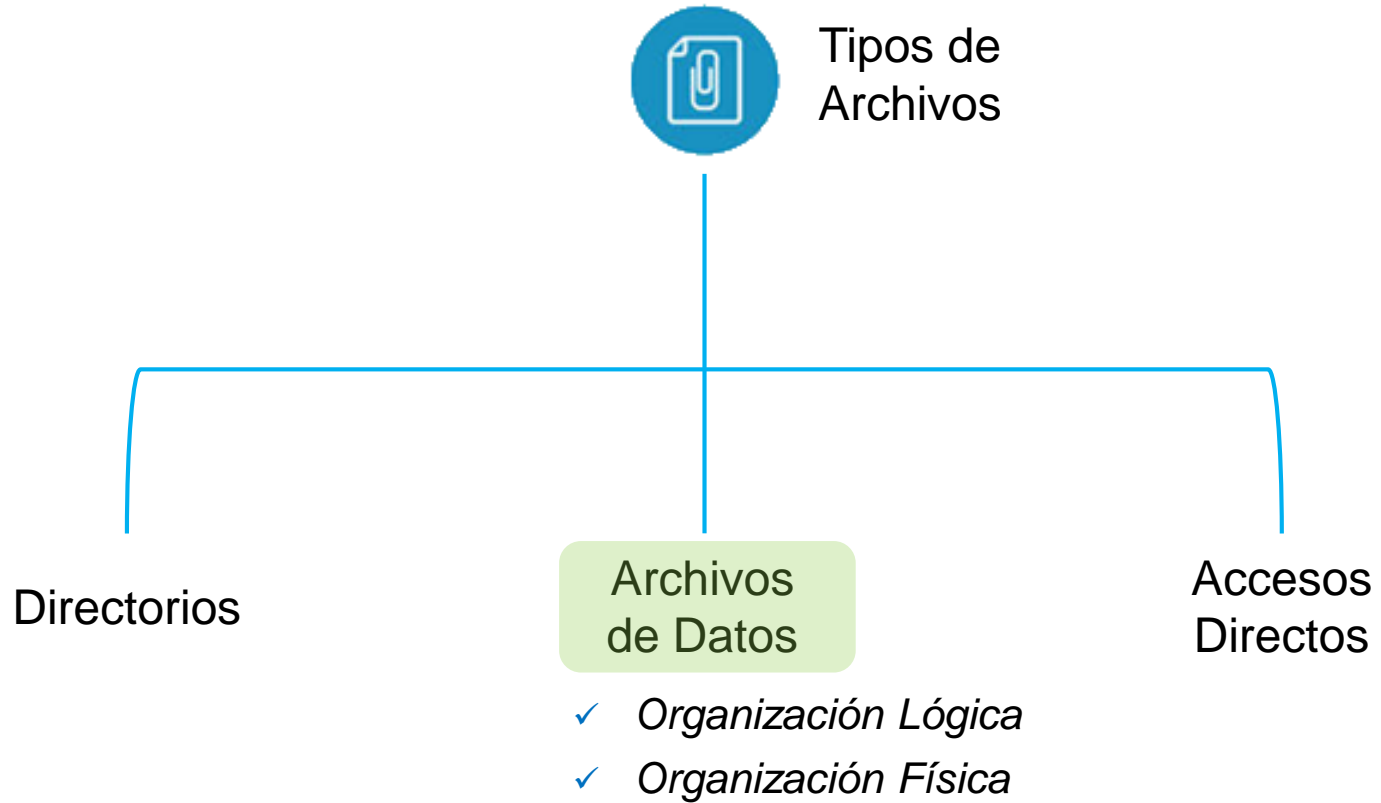 Tipos de
Archivos
Directorios
Archivos
de Datos
Accesos
Directos
✓ Organización Lógica
✓ Organización Física